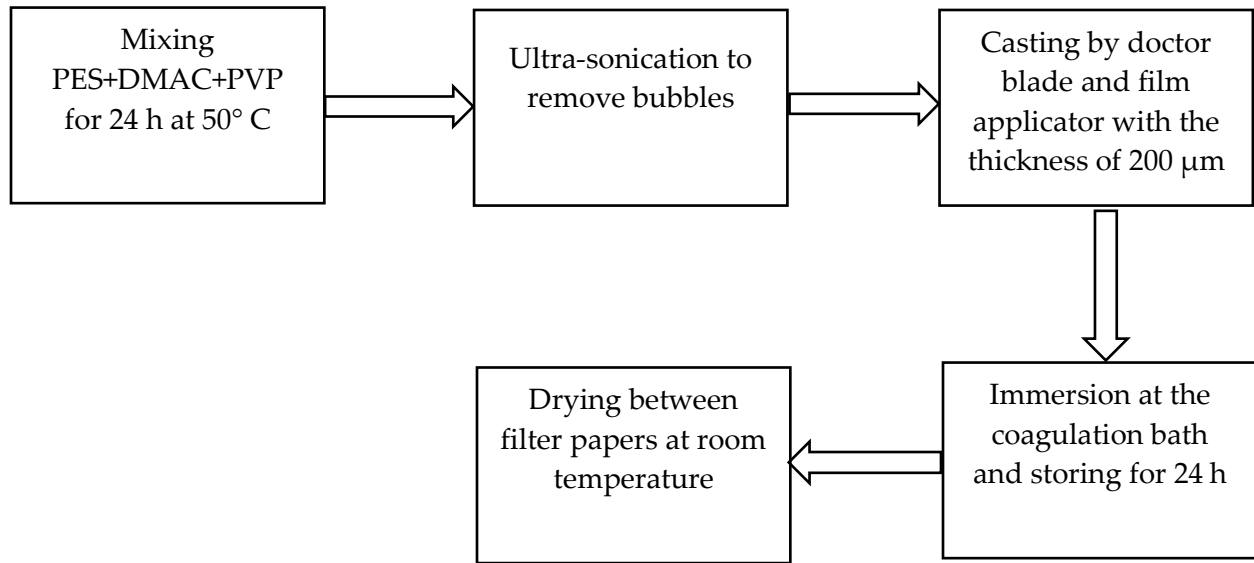 Mixing
PES+DMAC+PVP
for 24 h at 50° C
Ultra-sonication to
remove bubbles
Casting by doctor
blade and film
applicator with the
thickness of 200 µm
Immersion at the
coagulation bath
and storing for 24 h
Drying between
filter papers at room
temperature